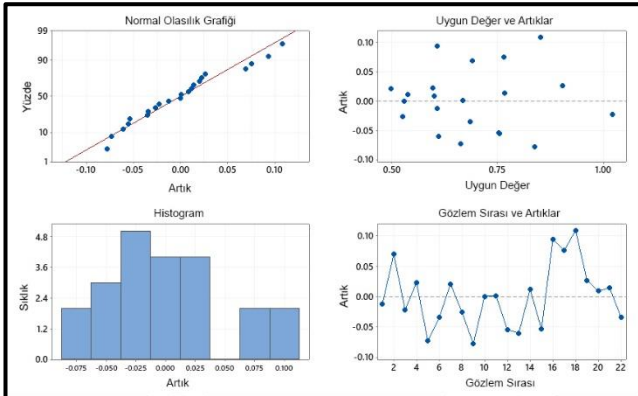 Normal Olasılık Grafiği
99
90
50
10
1
Yüzde
-0.10 -0.05 0.00 0.05 0.10
Artık
Uygun Değer ve Artıklar
0.10
0.05
0.00
-0.05
-0.10
Artık
0.50 0.75 1.00
Uygun Değer
Histogram
4.8
3.6
2.4
1.2
0.0
Sıklık
-0.075 -0.050 -0.025 0.000 0.025 0.050 0.075 0.100
Artık
Gözlem Sırası ve Artıklar
0.10
0.05
0.00
-0.05
-0.10
Artık
2 4 6 8 10 12 14 16 18 20 22
Gözlem Sırası